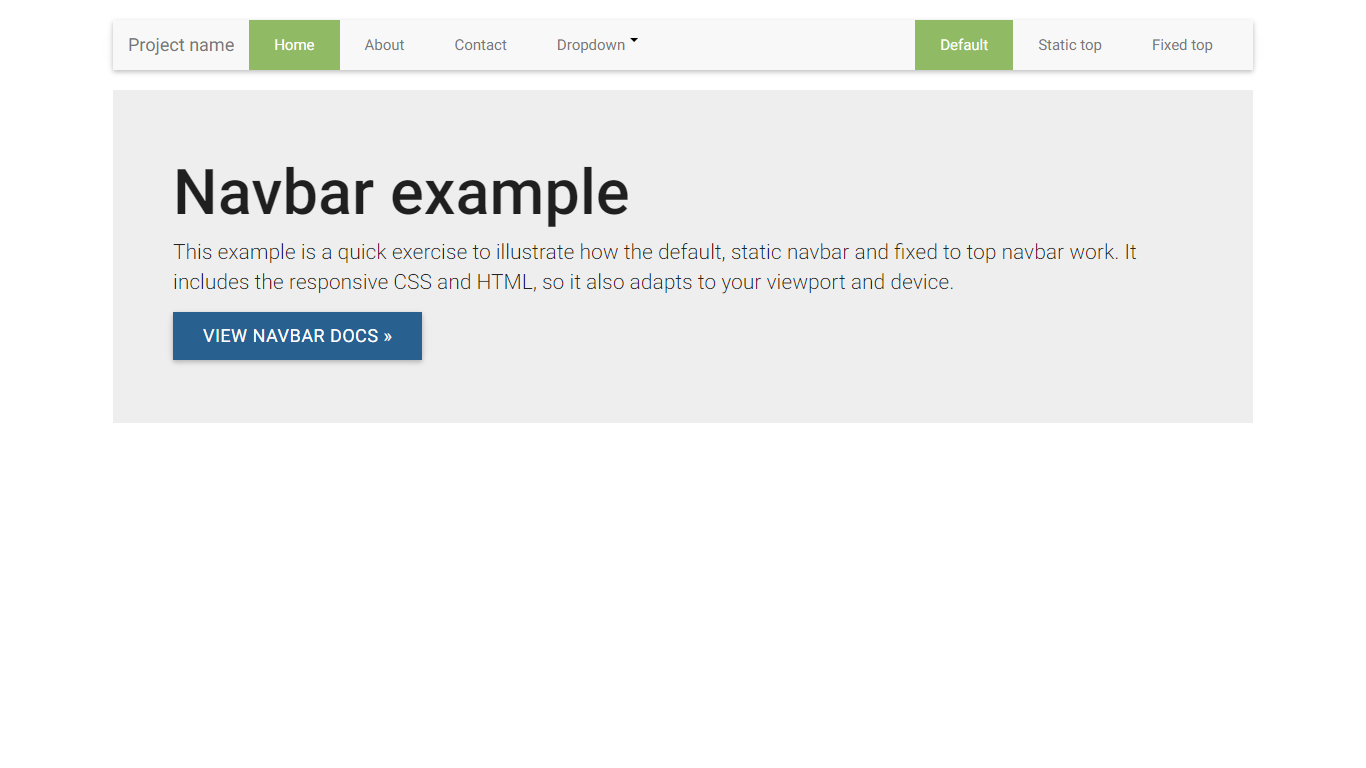 Project name Home About Contact Dropdown Default Static top Fixed top
Navbar example
This example is a quick exercise to illustrate how the default, static navbar and fixed to top navbar work. It
includes the responsive CSS and HTML, so it also adapts to your viewport and device.
VIEW NAVBAR DOCS »